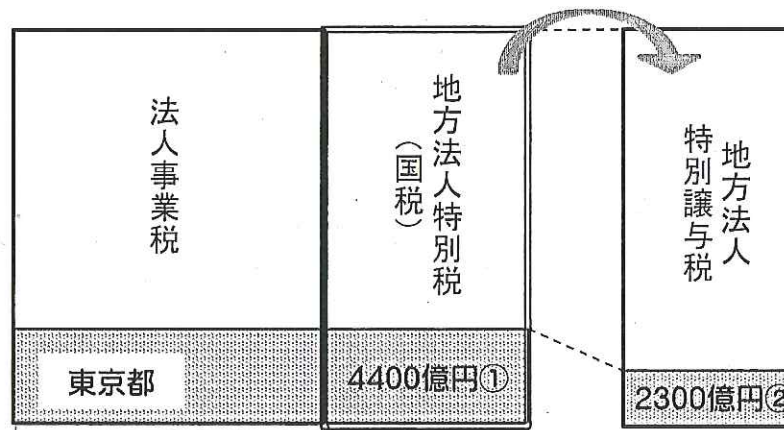 法人事業税
地方法人特別税
（国税）
地方法人
特別譲与税
東京都
4400億円①
2300億円②